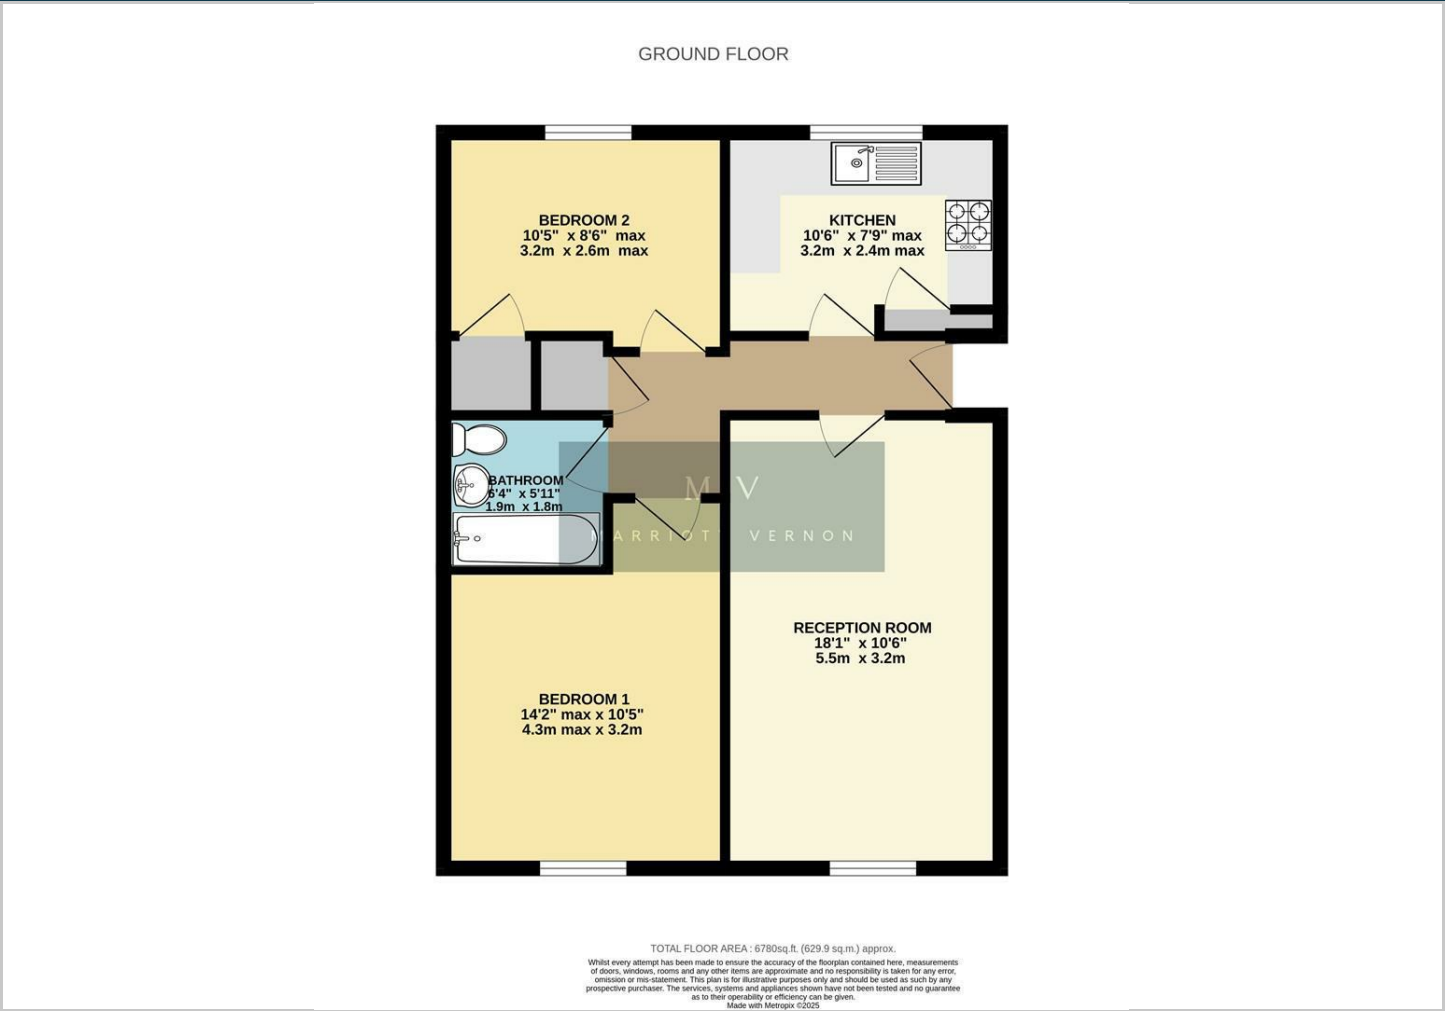 GROUND FLOOR
BEDROOM 2
10'5" x 8'6" max
3.2m x 2.6m max
KITCHEN
10'6" x 7'9" max
3.2m x 2.4m max
BATHROOM
6'4" x 5'11"
1.9m x 1.8m
M V
MARRIOTT VERNON
RECEPTION ROOM
18'1" x 10'6"
5.5m x 3.2m
BEDROOM 1
14'2" max x 10'5"
4.3m max x 3.2m
TOTAL FLOOR AREA : 6780sq.ft. (629.9 sq.m.) approx.
Whilst every attempt has been made to ensure the accuracy of the floorplan contained here, measurements
of doors, windows, rooms and any other items are approximate and no responsibility is taken for any error,
omission or mis-statement. This plan is for illustrative purposes only and should be used as such by any
prospective purchaser. The services, systems and appliances shown have not been tested and no guarantee
as to their operability or efficiency can be given.
Made with Metropix ©2025